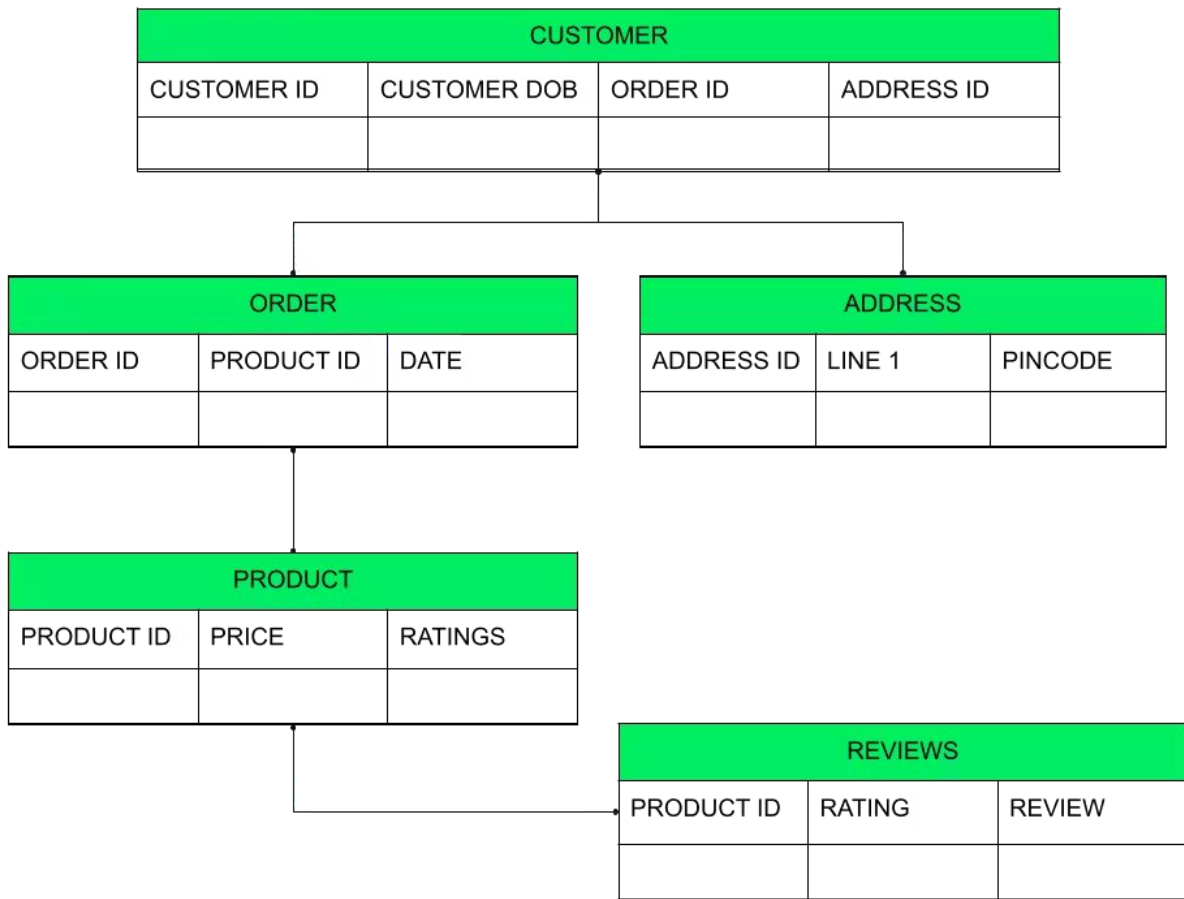 CUSTOMER
CUSTOMER ID CUSTOMER DOB ORDER ID ADDRESS ID
ORDER
ORDER ID PRODUCT ID DATE
ADDRESS
ADDRESS ID LINE 1 PINCODE
PRODUCT
PRODUCT ID PRICE RATINGS
REVIEWS
PRODUCT ID RATING REVIEW